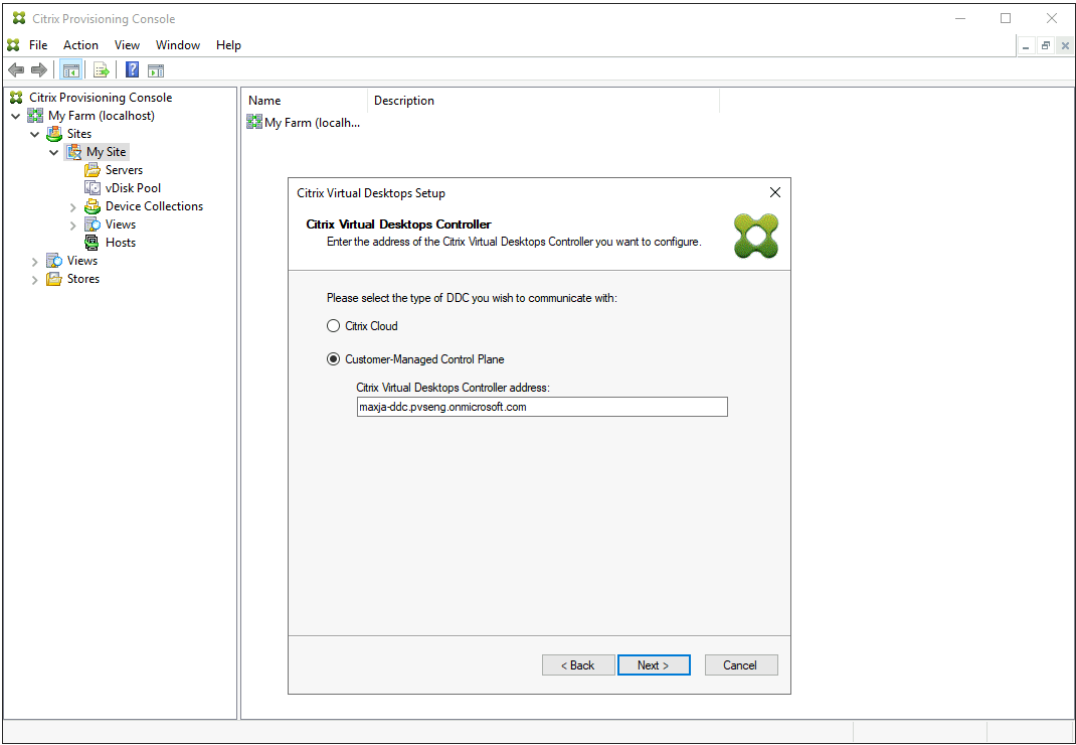 Citrix Provisioning Console
File Action View Window Help
Citrix Provisioning Console
My Farm (localhost)
Sites
My Site
Servers
vDisk Pool
Device Collections
Views
Hosts
Views
Stores
Name Description
My Farm (localh...
Citrix Virtual Desktops Setup
Citrix Virtual Desktops Controller
Enter the address of the Citrix Virtual Desktops Controller you want to configure.
Please select the type of DDC you wish to communicate with:
Citrix Cloud
Customer-Managed Control Plane
Citrix Virtual Desktops Controller address:
maxja-ddc.pvseng.onmicrosoft.com
< Back Next > Cancel